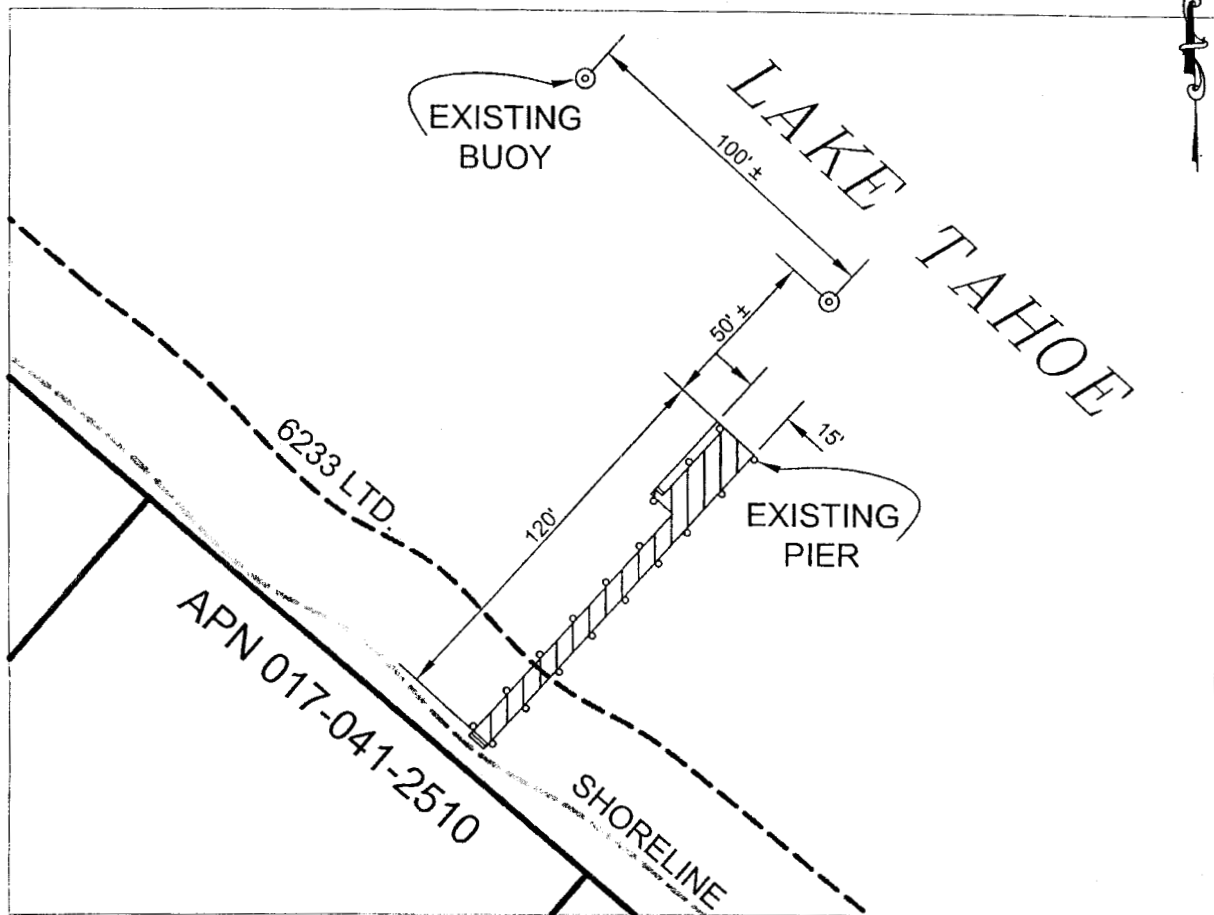 EXISTING
BUOY
LAKE TAHOE
100' ±
50' ±
15'
120'
6233 LTD.
EXISTING
PIER
APN 017-041-2510
SHORELINE